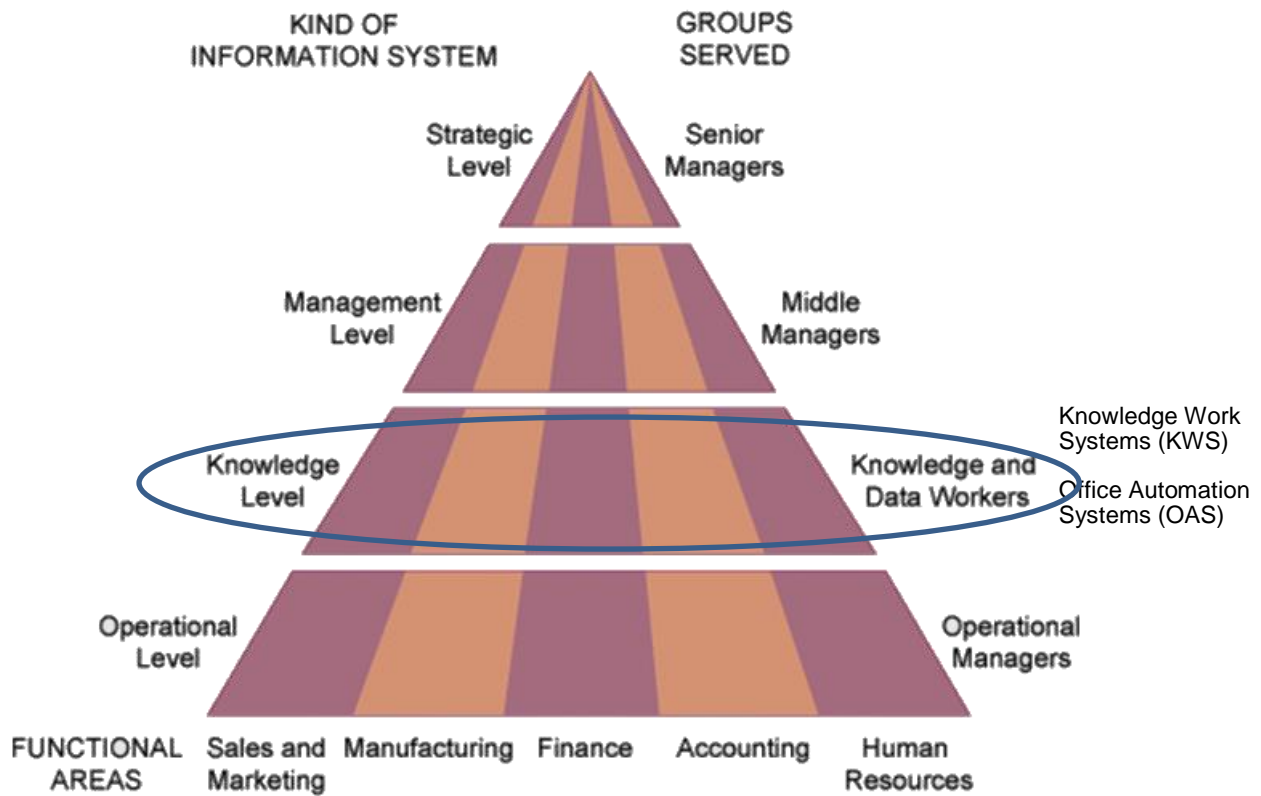 KIND OF
INFORMATION SYSTEM
GROUPS
SERVED
Strategic
Level
Senior
Managers
Management
Level
Middle
Managers
Knowledge
Level
Knowledge and
Data Workers
Knowledge Work
Systems (KWS)
Office Automation
Systems (OAS)
Operational
Level
Operational
Managers
FUNCTIONAL
AREAS
Sales and
Marketing
Manufacturing
Finance
Accounting
Human
Resources